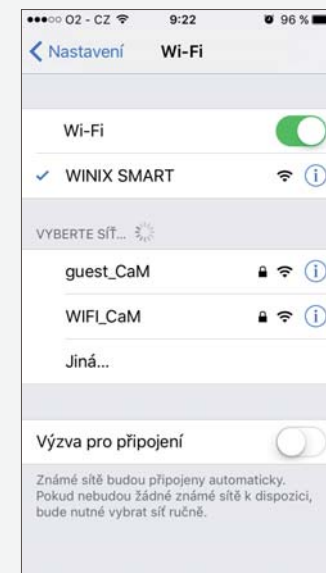 O2 - CZ 9:22 96 %
Nastavení Wi-Fi
Wi-Fi
WINIX SMART
VYBERTE SÍŤ...
guest_CaM
WIFI_CaM
Jiná...
Výzva pro připojení
Známé sítě budou připojeny automaticky.
Pokud nebudou žádné známé sítě k dispozici,
bude nutné vybrat síť ručně.